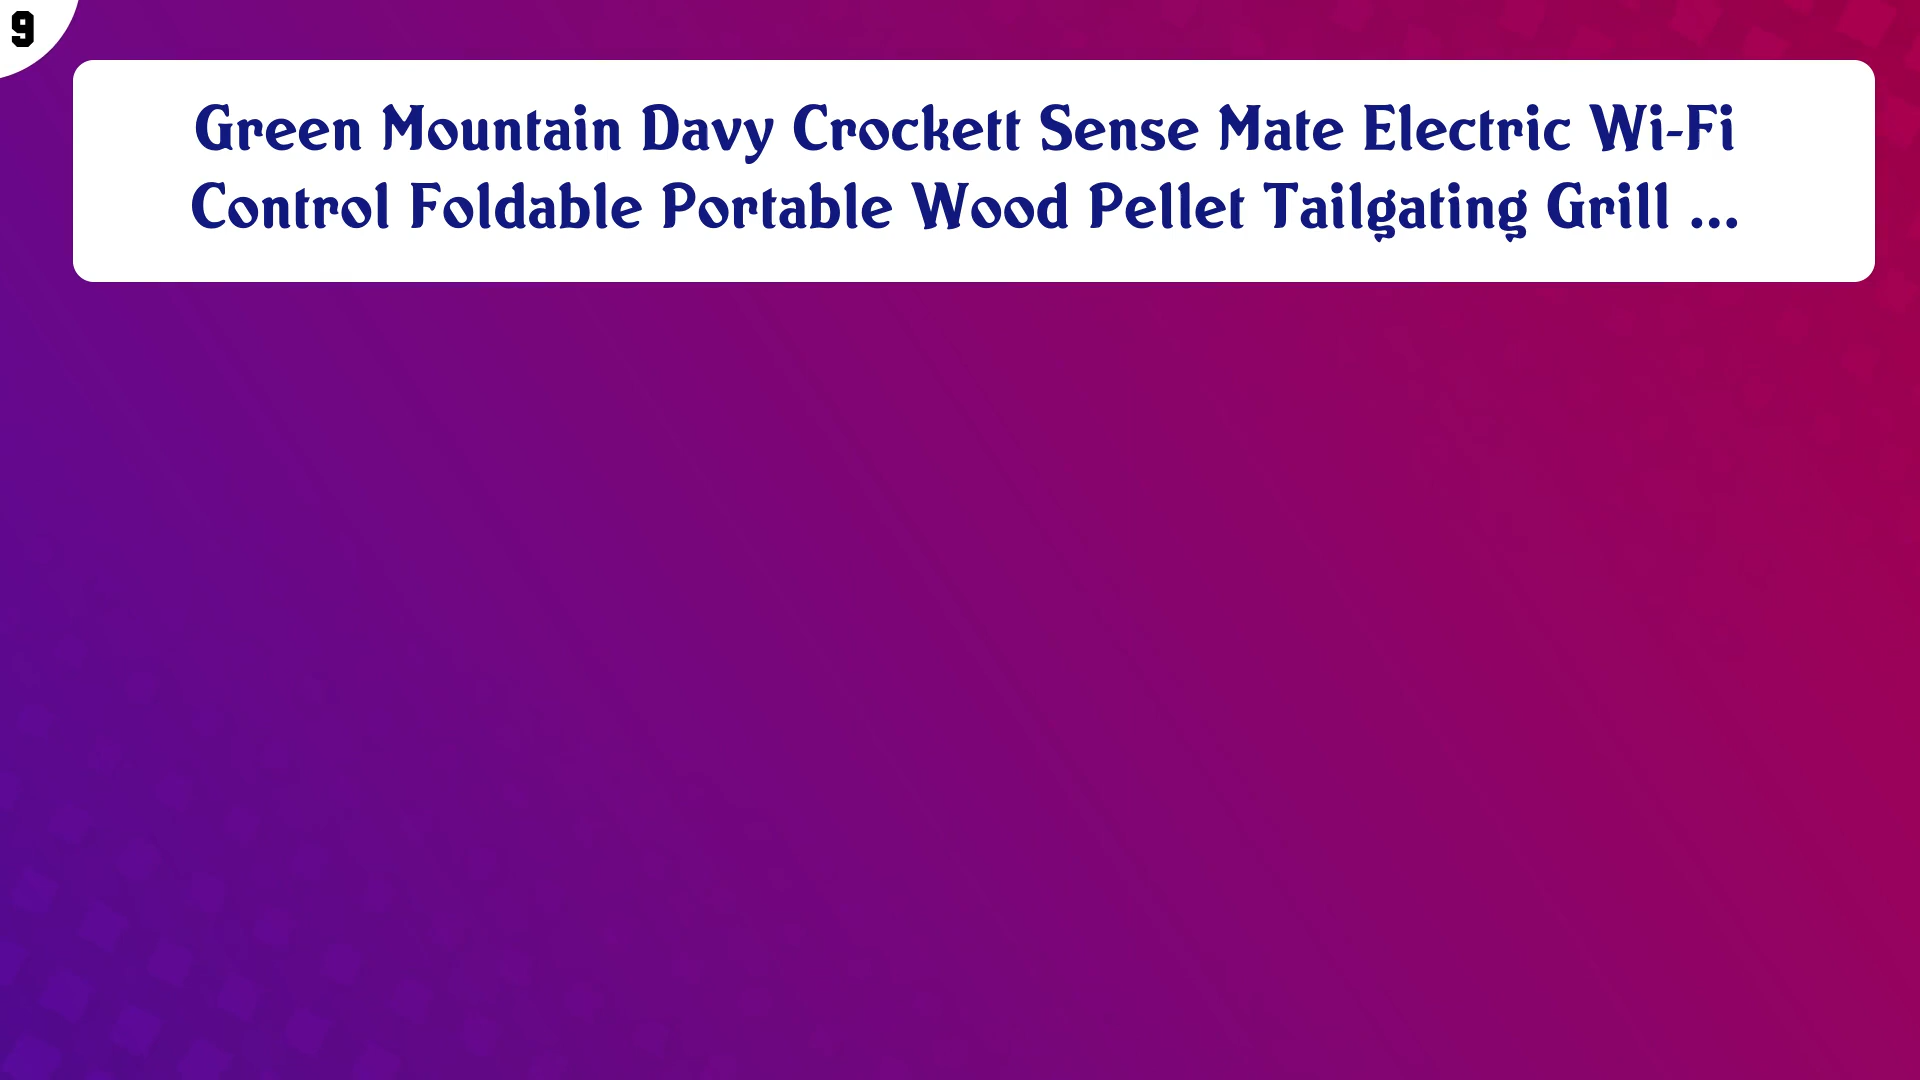 9
Green Mountain Davy Crockett Sense Mate Electric Wi-Fi
Control Foldable Portable Wood Pellet Tailgating Grill ...